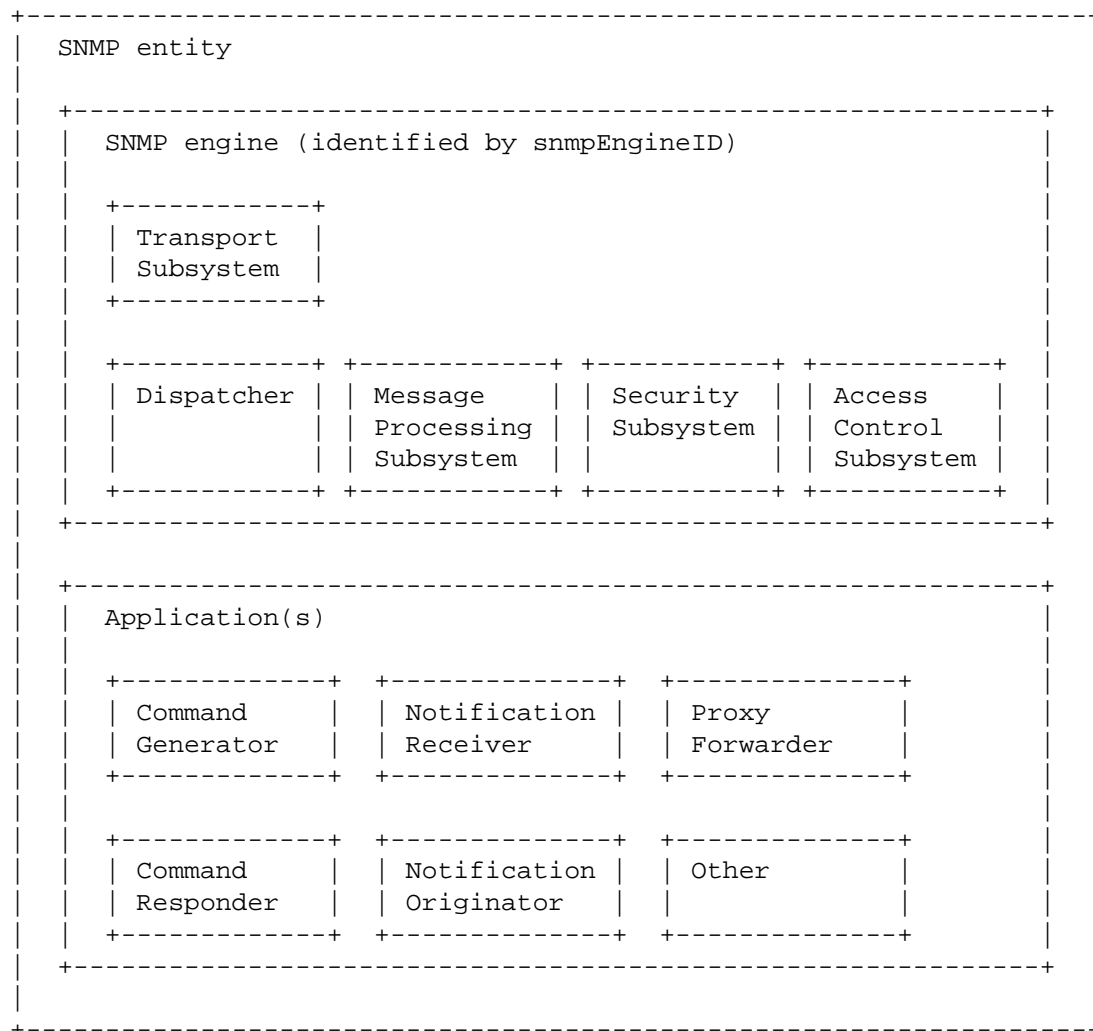 SNMP entity
SNMP engine (identified by snmpEngineID)
Transport
Subsystem
Dispatcher Message Security Access
Processing Subsystem Control
Subsystem Subsystem
Application(s)
Command Notification Proxy
Generator Receiver Forwarder
Command Notification Other
Responder Originator